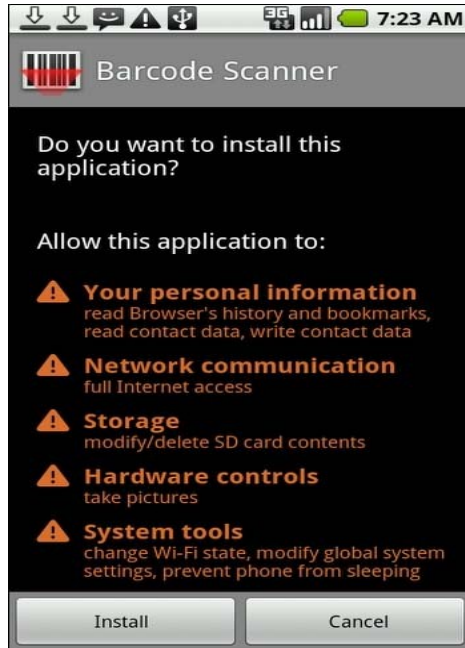 3G
7:23 AM
Barcode Scanner
Do you want to install this
application?
Allow this application to:
Your personal information
read Browser's history and bookmarks,
read contact data, write contact data
Network communication
full Internet access
Storage
modify/delete SD card contents
Hardware controls
take pictures
System tools
change Wi-Fi state, modify global system
settings, prevent phone from sleeping
Install
Cancel